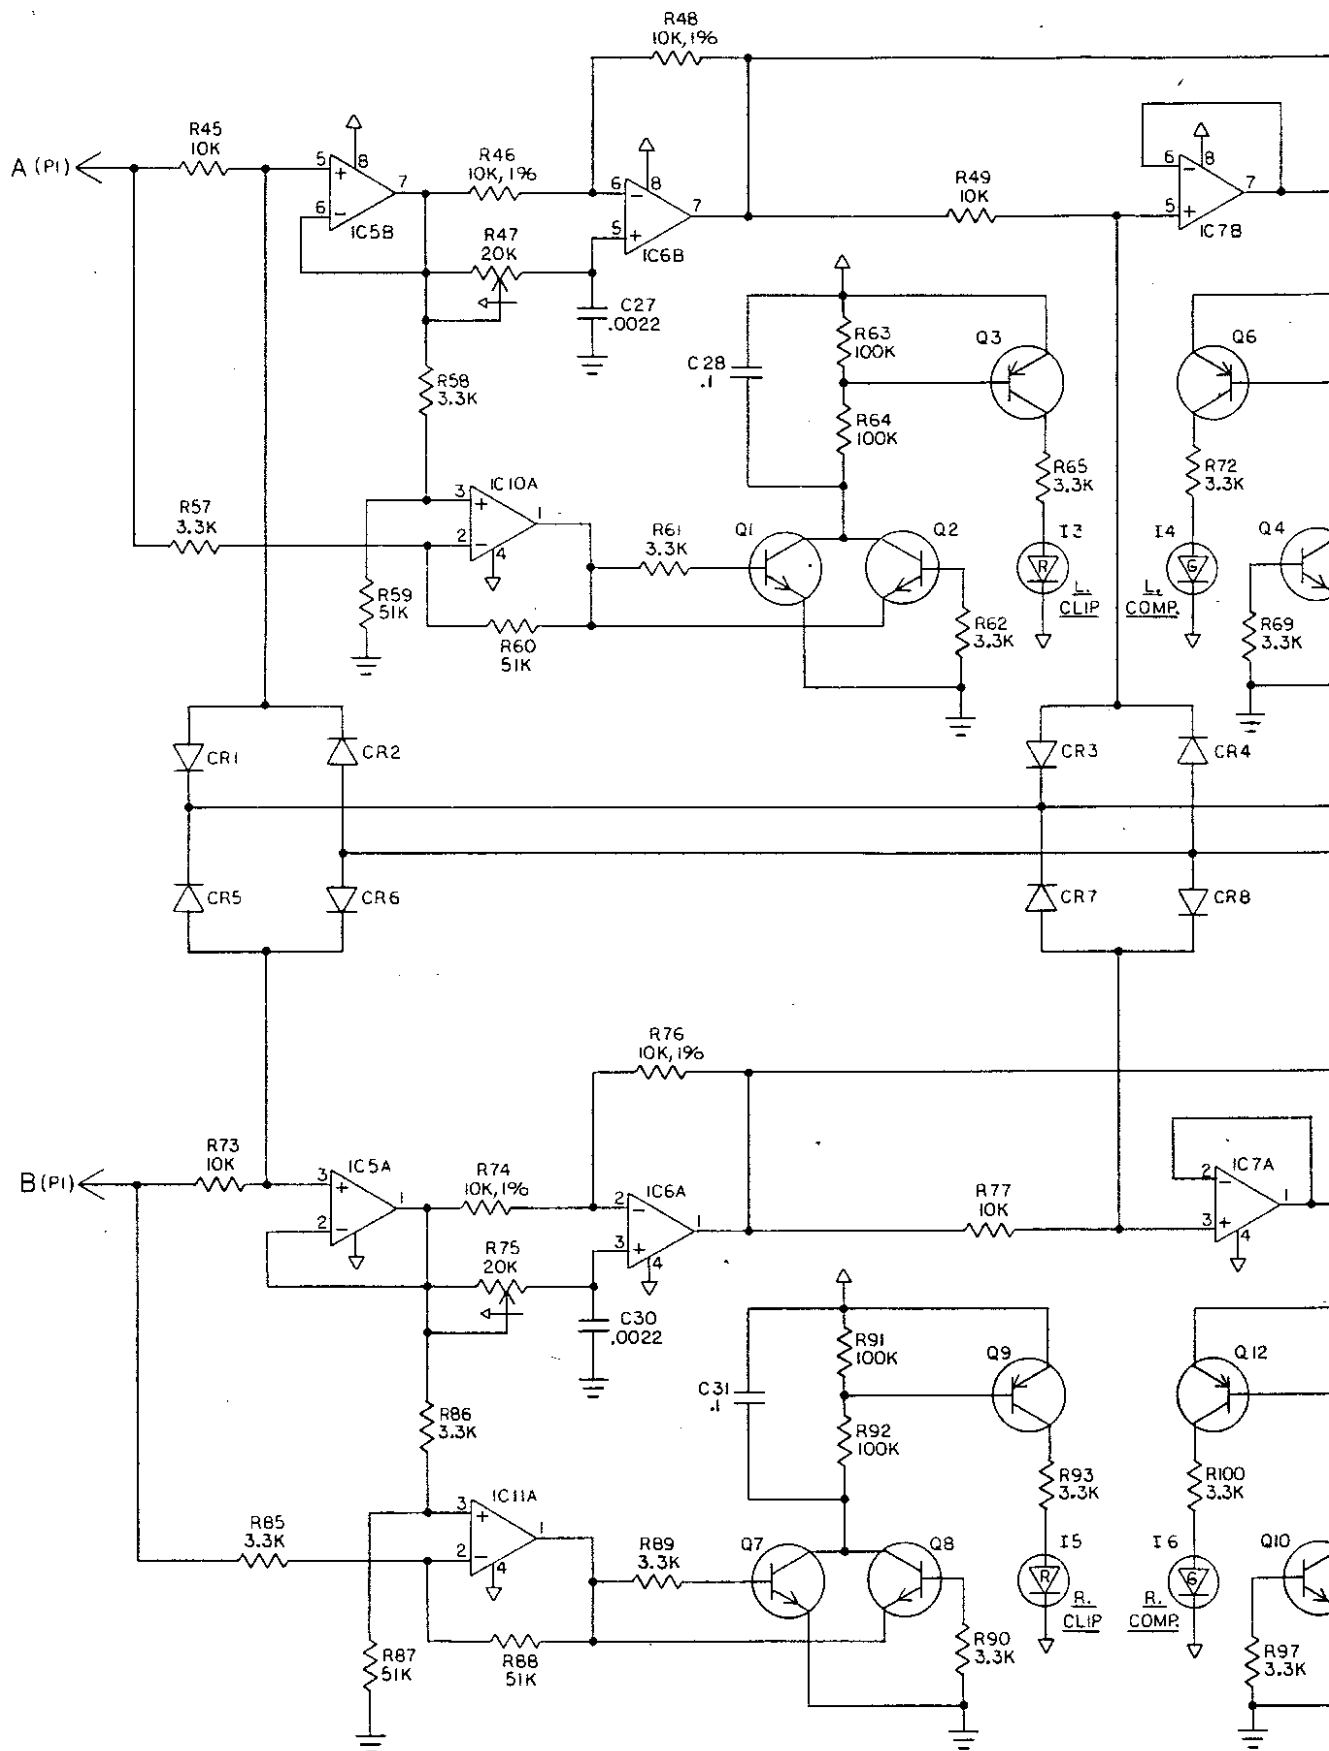 R48
10K, 1%
R45
10K
A (P1)
5
+
8
7
6
-
IC5B
R46
10K, 1%
R47
20K
C27
.0022
6
-
8
7
5
+
IC6B
R49
10K
6
-
8
7
5
+
IC7B
R58
3.3K
C28
.1
R63
100K
R64
100K
Q3
Q6
R65
3.3K
R72
3.3K
R57
3.3K
IC10A
3
+
1
2
-
4
R61
3.3K
Q1
Q2
I3
R
L.
CLIP
I4
G
L.
COMP.
Q4
R59
51K
R60
51K
R62
3.3K
R69
3.3K
CR1
CR2
CR3
CR4
CR5
CR6
CR7
CR8
R76
10K, 1%
R73
10K
B (P1)
3
+
IC5A
1
2
-
R74
10K, 1%
R75
20K
C30
.0022
2
-
IC6A
1
3
+
4
R77
10K
2
-
IC7A
1
3
+
4
R86
3.3K
C31
.1
R91
100K
R92
100K
Q9
Q12
R93
3.3K
R100
3.3K
R85
3.3K
IC11A
3
+
1
2
-
4
R89
3.3K
Q7
Q8
I5
R
R.
CLIP
I6
G
R.
COMP.
Q10
R87
51K
R88
51K
R90
3.3K
R97
3.3K